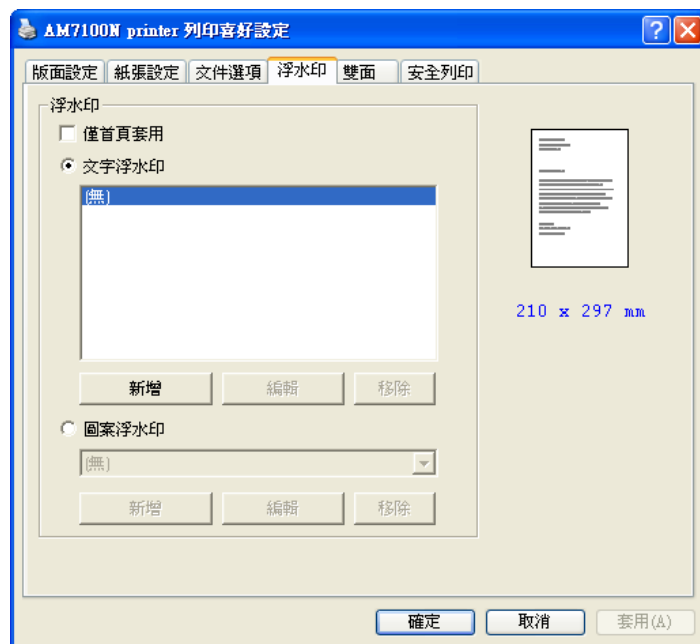 AM7100N printer 列印喜好設定
版面設定 紙張設定 文件選項 浮水印 雙面 安全列印
浮水印
僅首頁套用
文字浮水印
(無)
新增 編輯 移除
圖案浮水印
(無)
新增 編輯 移除
210 x 297 mm
確定 取消 套用(A)